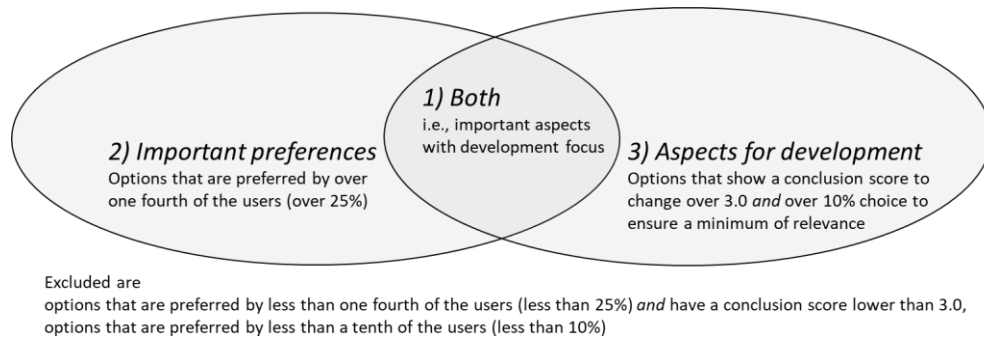 1) Both
i.e., important aspects
with development focus
2) Important preferences
Options that are preferred by over
one fourth of the users (over 25%)
3) Aspects for development
Options that show a conclusion score to
change over 3.0 and over 10% choice to
ensure a minimum of relevance
Excluded are
options that are preferred by less than one fourth of the users (less than 25%) and have a conclusion score lower than 3.0,
options that are preferred by less than a tenth of the users (less than 10%)